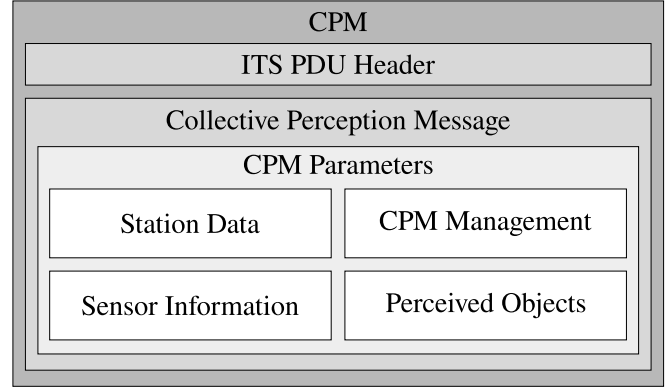 CPM
ITS PDU Header
Collective Perception Message
CPM Parameters
Station Data
CPM Management
Sensor Information
Perceived Objects